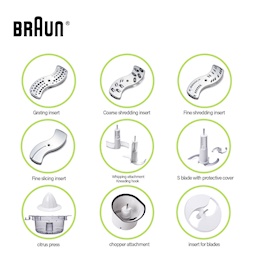 BRAUN
Grating insert
Coarse shredding insert
Fine shredding insert
Fine slicing insert
whipping attachment
kneading hook
S blade with protective cover
citrus press
chopper attachment
insert for blades